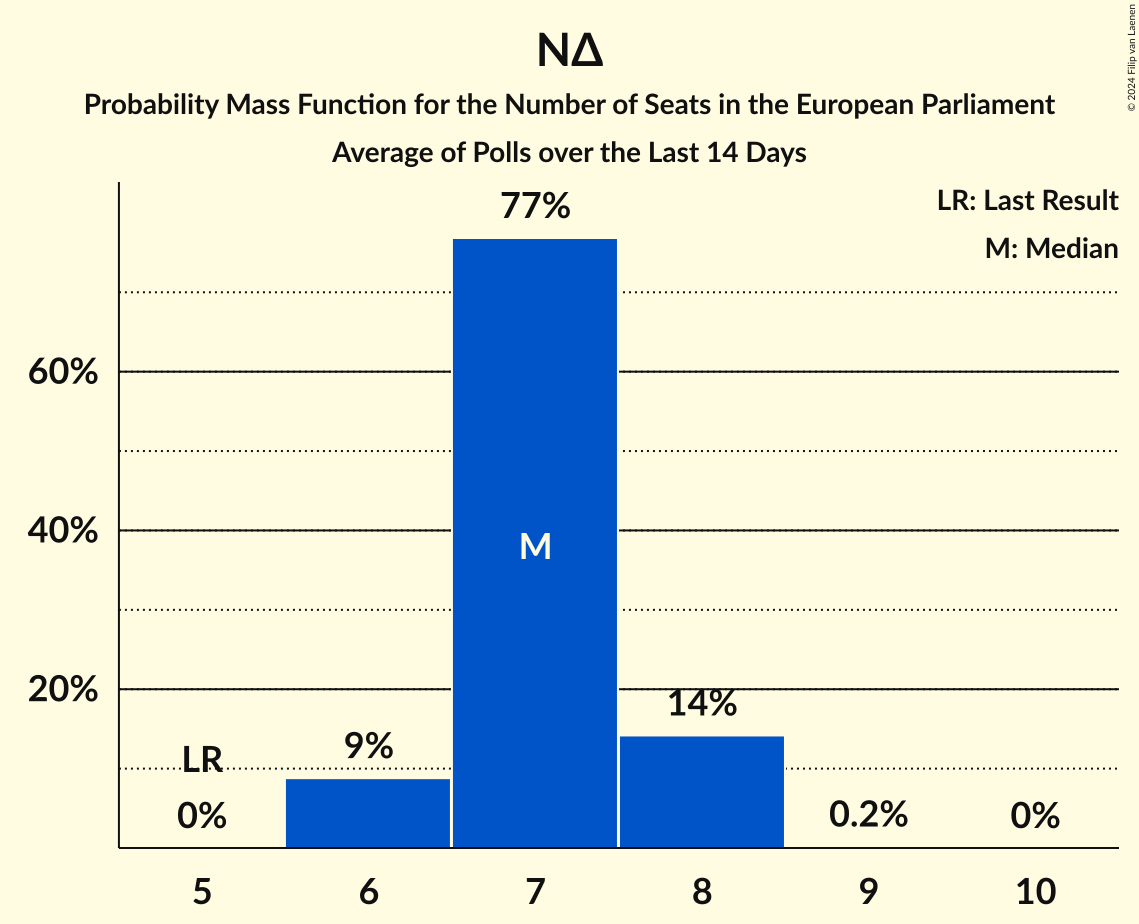 ΝΔ
Probability Mass Function for the Number of Seats in the European Parliament
Average of Polls over the Last 14 Days
© 2024 Filip van Laenen
LR: Last Result
M: Median
77%
60%
40%
M
20%
14%
LR
9%
0%
0.2%
0%
5 6 7 8 9 10